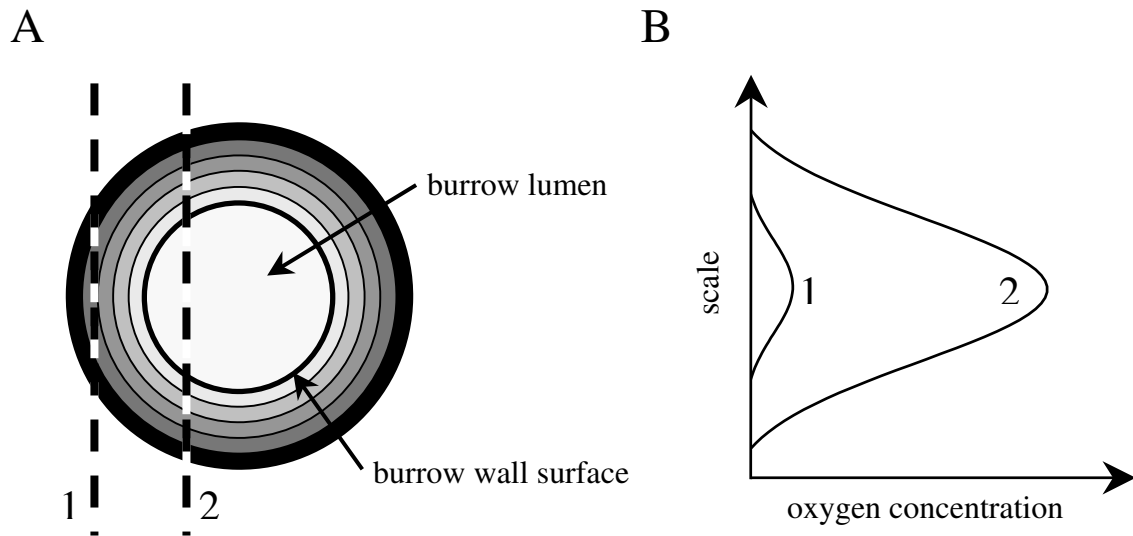 A
B
burrow lumen
scale
1
2
burrow wall surface
1
2
oxygen concentration